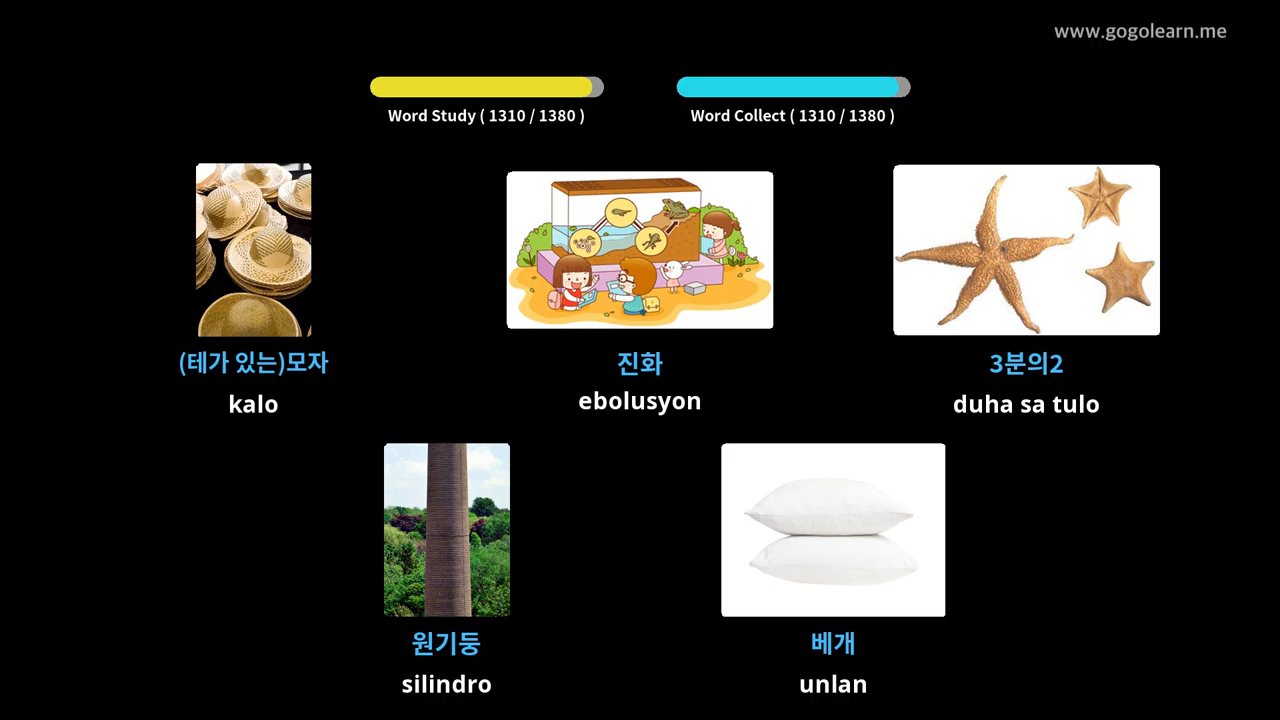 www.gogolearn.me
Word Study ( 1310 / 1380 )
Word Collect ( 1310 / 1380 )
(테가 있는)모자
kalo
진화
ebolusyon
3분의2
duha sa tulo
원기둥
silindro
베개
unlan